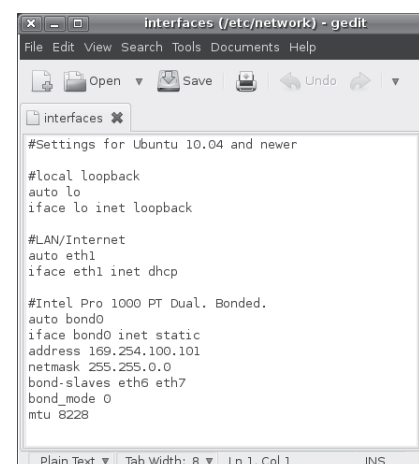 interfaces (/etc/network) - gedit
File Edit View Search Tools Documents Help
Open Save Undo
interfaces
#Settings for Ubuntu 10.04 and newer
#local loopback
auto lo
iface lo inet loopback
#LAN/Internet
auto eth1
iface eth1 inet dhcp
#Intel Pro 1000 PT Dual. Bonded.
auto bond0
iface bond0 inet static
address 169.254.100.101
netmask 255.255.0.0
bond-slaves eth6 eth7
bond_mode 0
mtu 8228
Plain Text Tab Width: 8 Ln 1, Col 1 INS